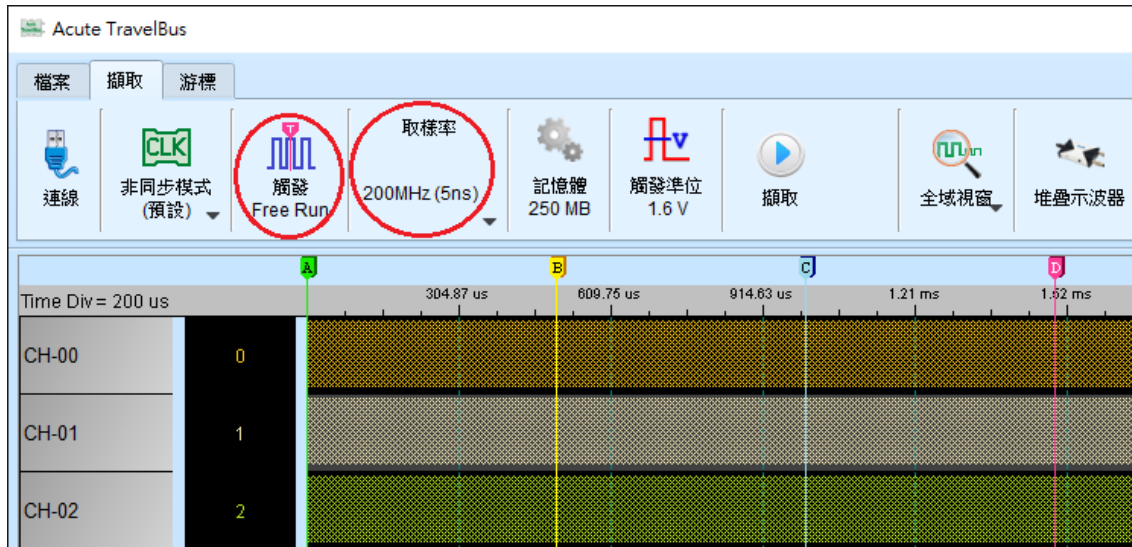 Acute TravelBus
檔案
擷取
游標
連線
非同步模式
(預設)
CLK
T
觸發
Free Run
取樣率
200MHz (5ns)
記憶體
250 MB
V
觸發準位
1.6 V
擷取
全域視窗
堆疊示波器
A
B
C
D
Time Div = 200 us
304.87 us
609.75 us
914.63 us
1.21 ms
1.52 ms
CH-00
0
CH-01
1
CH-02
2